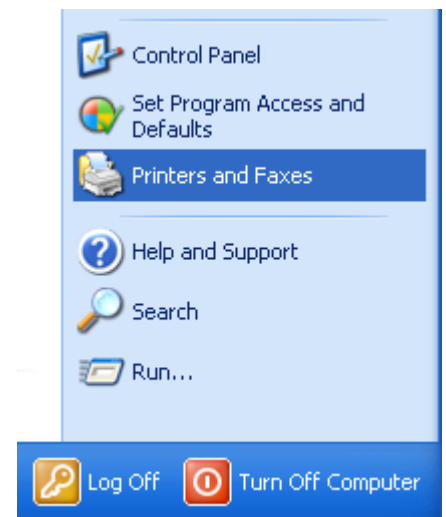 Control Panel
Set Program Access and
Defaults
Printers and Faxes
Help and Support
Search
Run...
Log Off Turn Off Computer